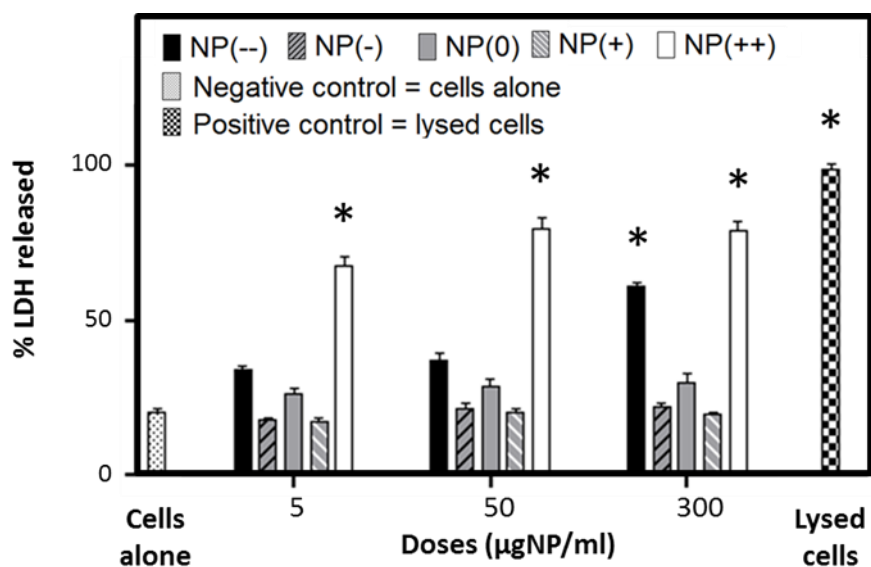 NP(--) NP(-) NP(0) NP(+) NP(++)
Negative control = cells alone
Positive control = lysed cells
*
*
*
*
*
% LDH released
100
50
0
5
50
300
Cells alone
Doses (µgNP/ml)
Lysed cells